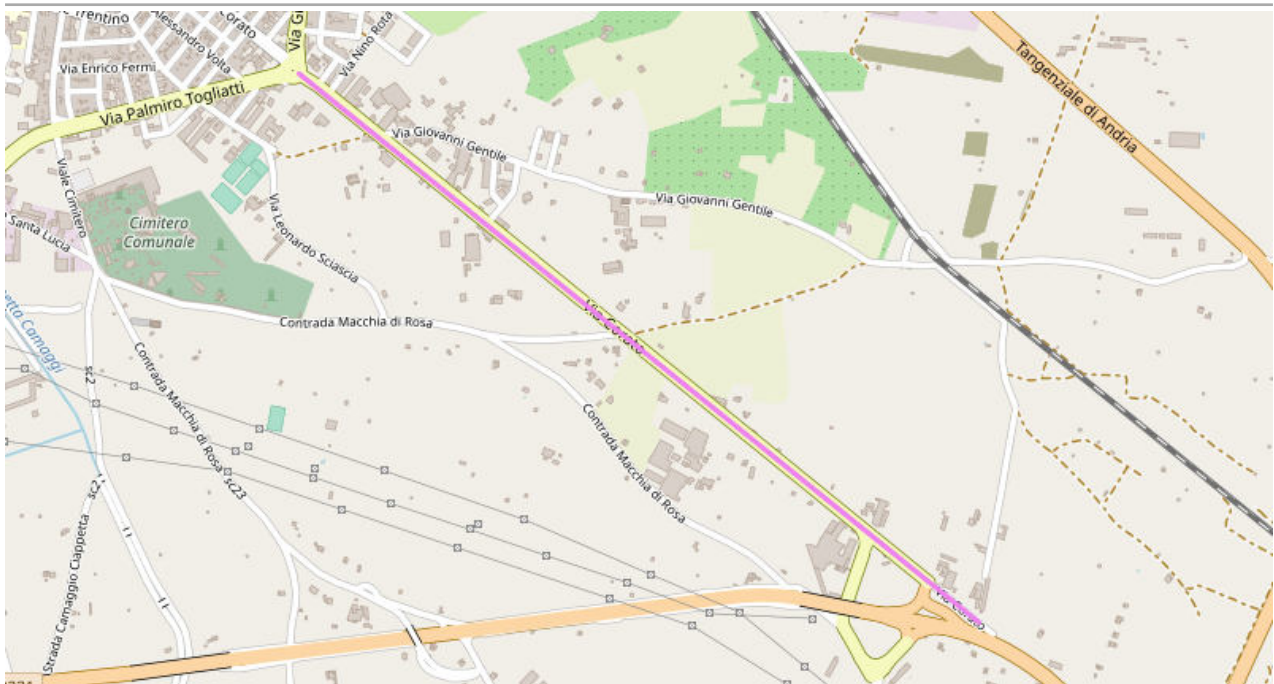 Trentino
Corato
Via Nino Rota
Alessandro Volta
Via Enrico Fermi
Via Palmiro Togliatti
Tangenziale di Andria
Via Giovanni Gentile
Via Giovanni Gentile
Viale Cimitero
Santa Lucia
Cimitero
Comunale
Via Leonardo Sciascia
Contrada Macchia di Rosa
Via Corato
Camaggi
sc2
Contrada Macchia di Rosa
sc23
Contrada Macchia di Rosa
sc2
Strada Camaggio Ciappetta
Via Corato